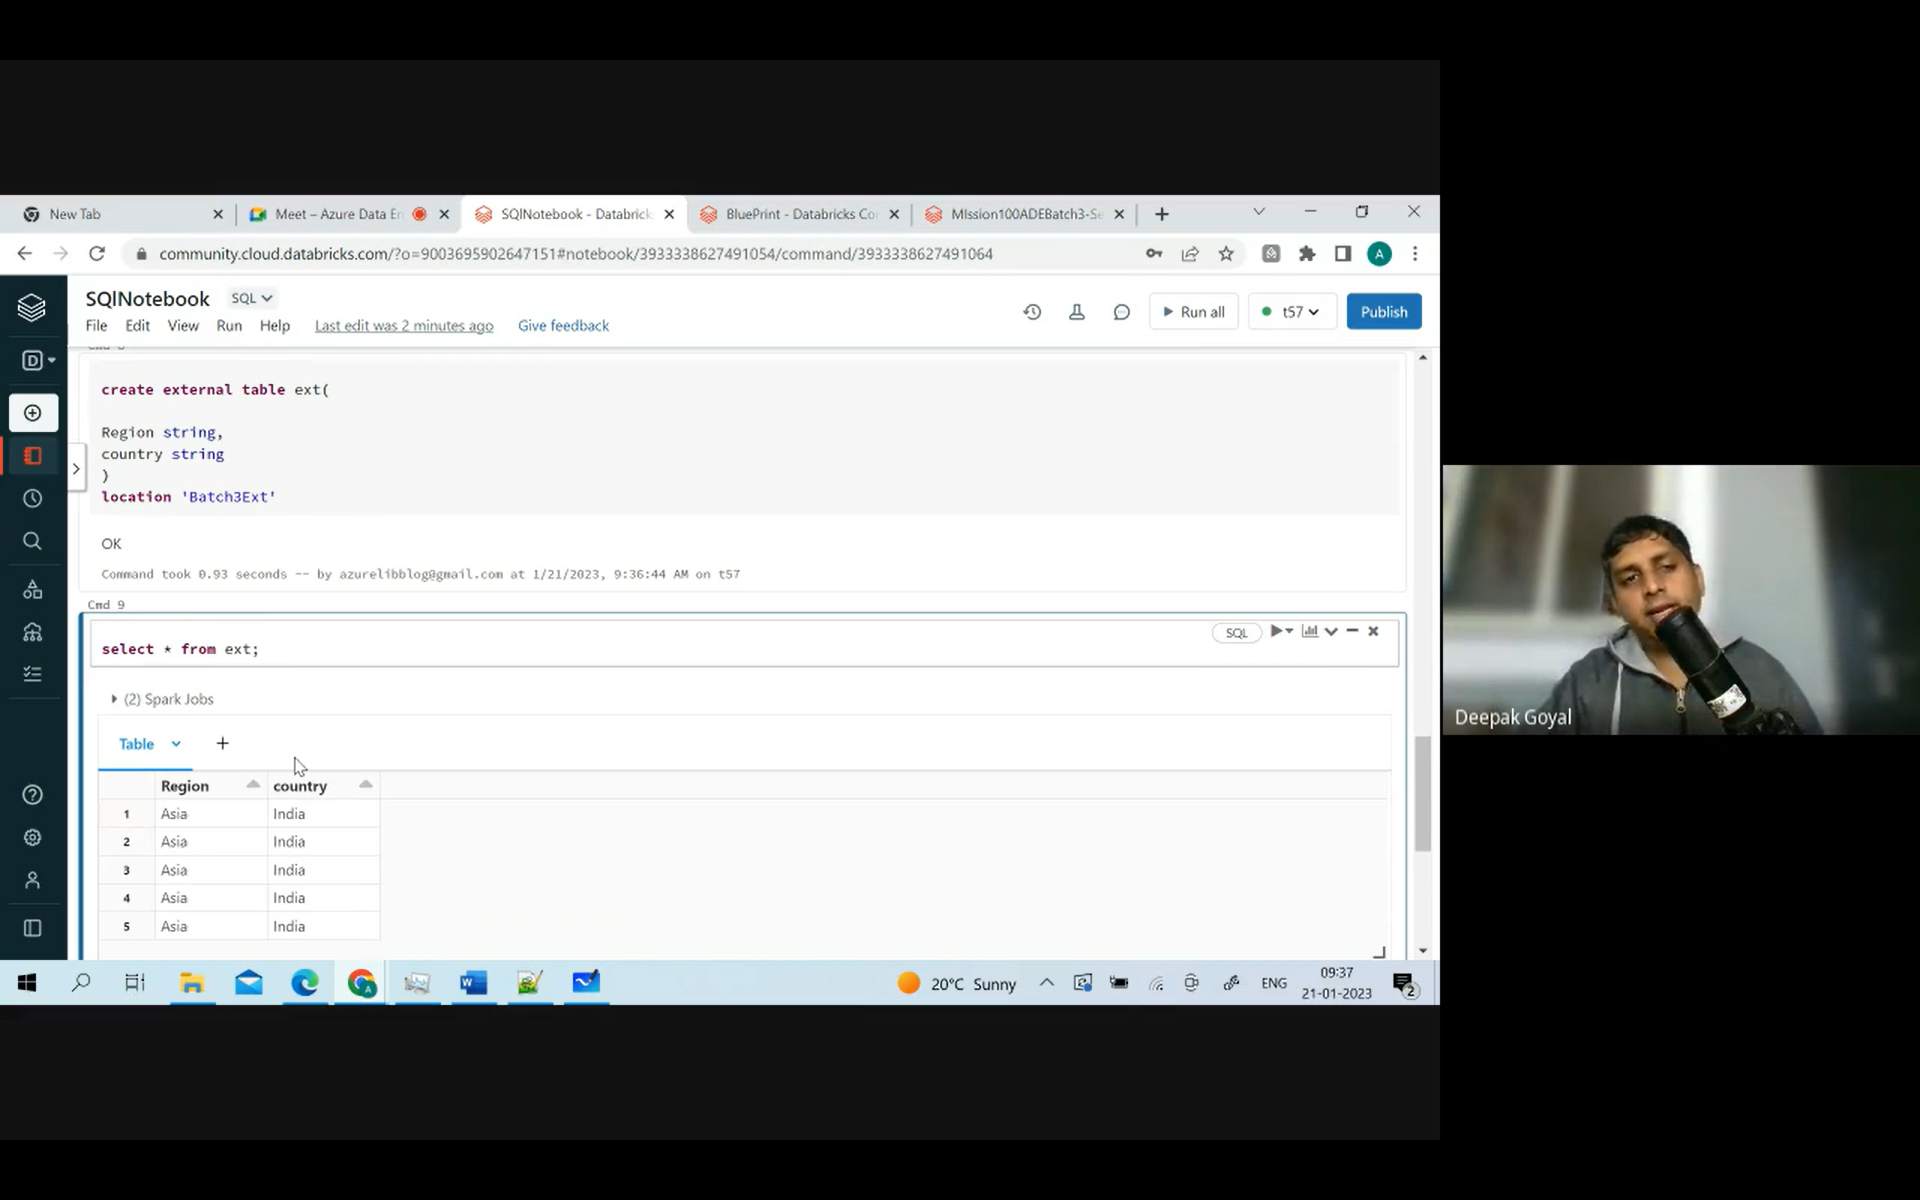 New Tab
Meet – Azure Data En
SQlNotebook - Databrick
BluePrint - Databricks Co
MIssion100ADEBatch3-Se
community.cloud.databricks.com/?o=9003695902647151#notebook/3933338627491054/command/3933338627491064
A
SQlNotebook
SQL
File
Edit
View
Run
Help
Last edit was 2 minutes ago
Give feedback
Run all
t57
Publish
D
create external table ext(
Region string,
country string
)
location 'Batch3Ext'
OK
Command took 0.93 seconds -- by azurelibblog@gmail.com at 1/21/2023, 9:36:44 AM on t57
Cmd 9
SQL
select * from ext;
(2) Spark Jobs
Table
Region country
1 Asia India
2 Asia India
3 Asia India
4 Asia India
5 Asia India
Deepak Goyal
20°C Sunny
ENG
09:37
21-01-2023
2